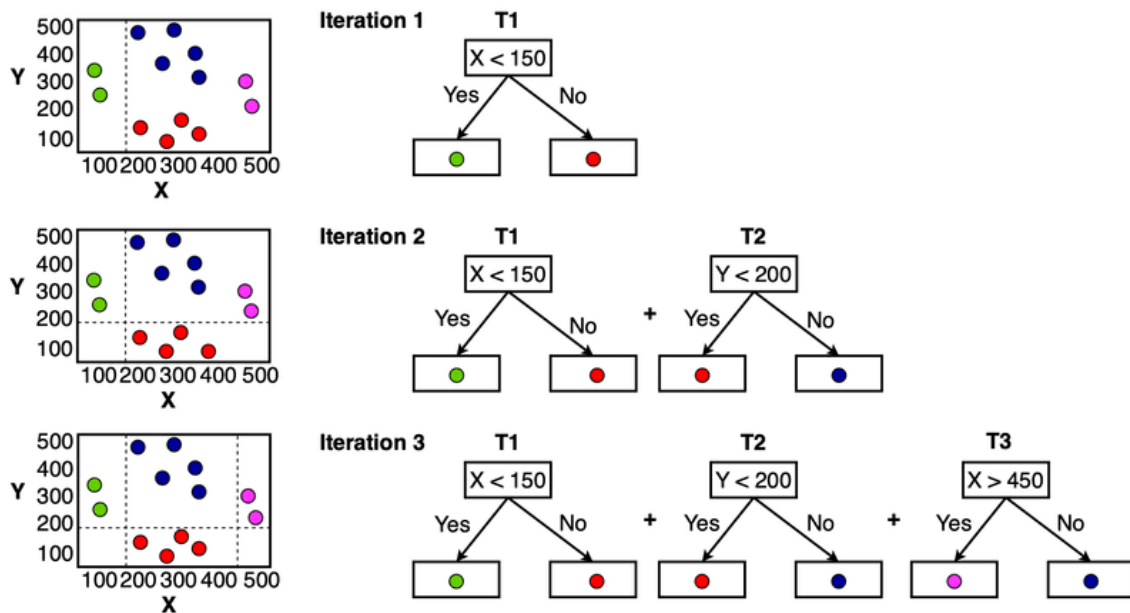 Iteration 1 T1
X < 150
Yes No
500
400
300
200
100
Y
100 200 300 400 500
X
Iteration 2 T1 T2
X < 150 Y < 200
Yes No + Yes No
500
400
300
200
100
Y
100 200 300 400 500
X
Iteration 3 T1 T2 T3
X < 150 Y < 200 X > 450
Yes No + Yes No + Yes No
500
400
300
200
100
Y
100 200 300 400 500
X